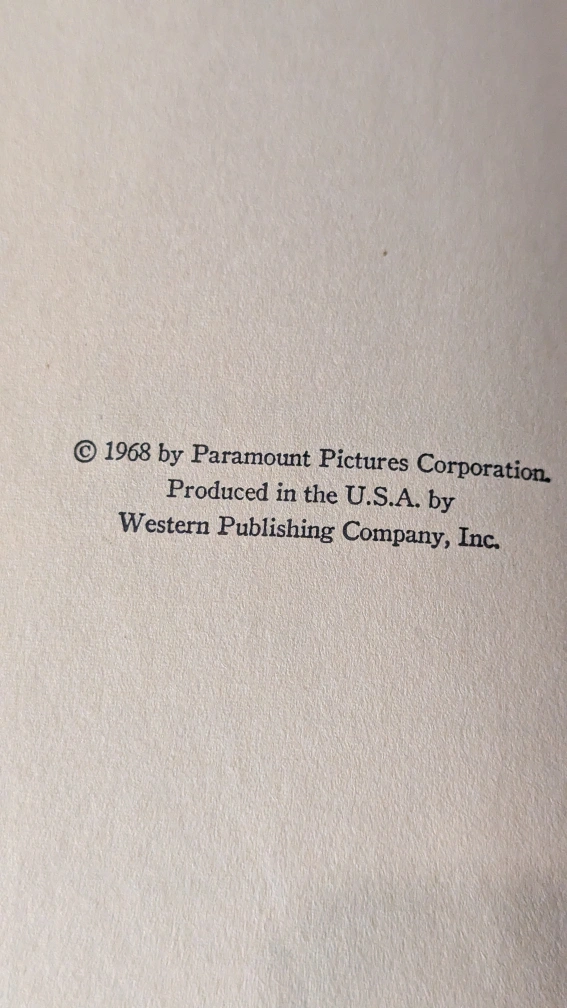 © 1968 by Paramount Pictures Corporation.
Produced in the U.S.A. by
Western Publishing Company, Inc.